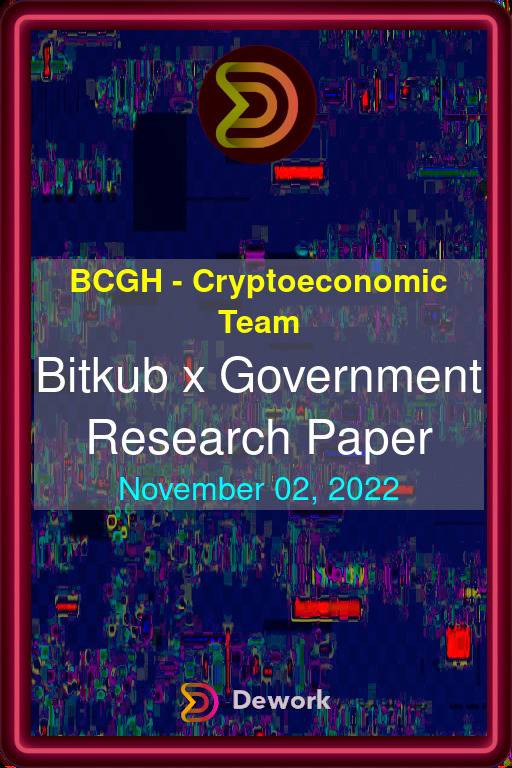 BCGH - Cryptoeconomic
Team
Bitkub x Government
Research Paper
November 02, 2022
Dework